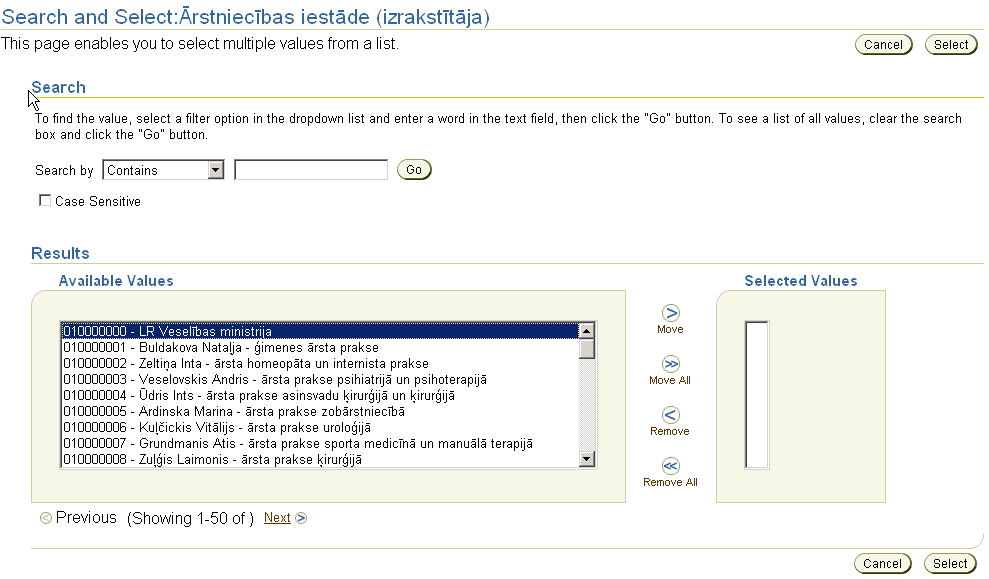 Search and Select:Ārstniecības iestāde (izrakstītāja)
This page enables you to select multiple values from a list.
Cancel Select
Search
To find the value, select a filter option in the dropdown list and enter a word in the text field, then click the "Go" button. To see a list of all values, clear the search
box and click the "Go" button.
Search by Contains Go
Case Sensitive
Results
Available Values
010000000 - LR Veselības ministrija
010000001 - Buldakova Nataļja - ģimenes ārsta prakse
010000002 - Zeltiņa Inta - ārsta homeopāta un internista prakse
010000003 - Veselovskis Andris - ārsta prakse psihiatrijā un psihoterapijā
010000004 - Ūdris Ints - ārsta prakse asinsvadu ķirurģijā un ķirurģijā
010000005 - Ardinska Marina - ārsta prakse zobārstniecībā
010000006 - Kuļčickis Vitālijs - ārsta prakse uroloģijā
010000007 - Grundmanis Atis - ārsta prakse sporta medicīnā un manuālā terapijā
010000008 - Zuļģis Laimonis - ārsta prakse ķirurģijā
Move
Move All
Remove
Remove All
Selected Values
Previous (Showing 1-50 of ) Next
Cancel Select